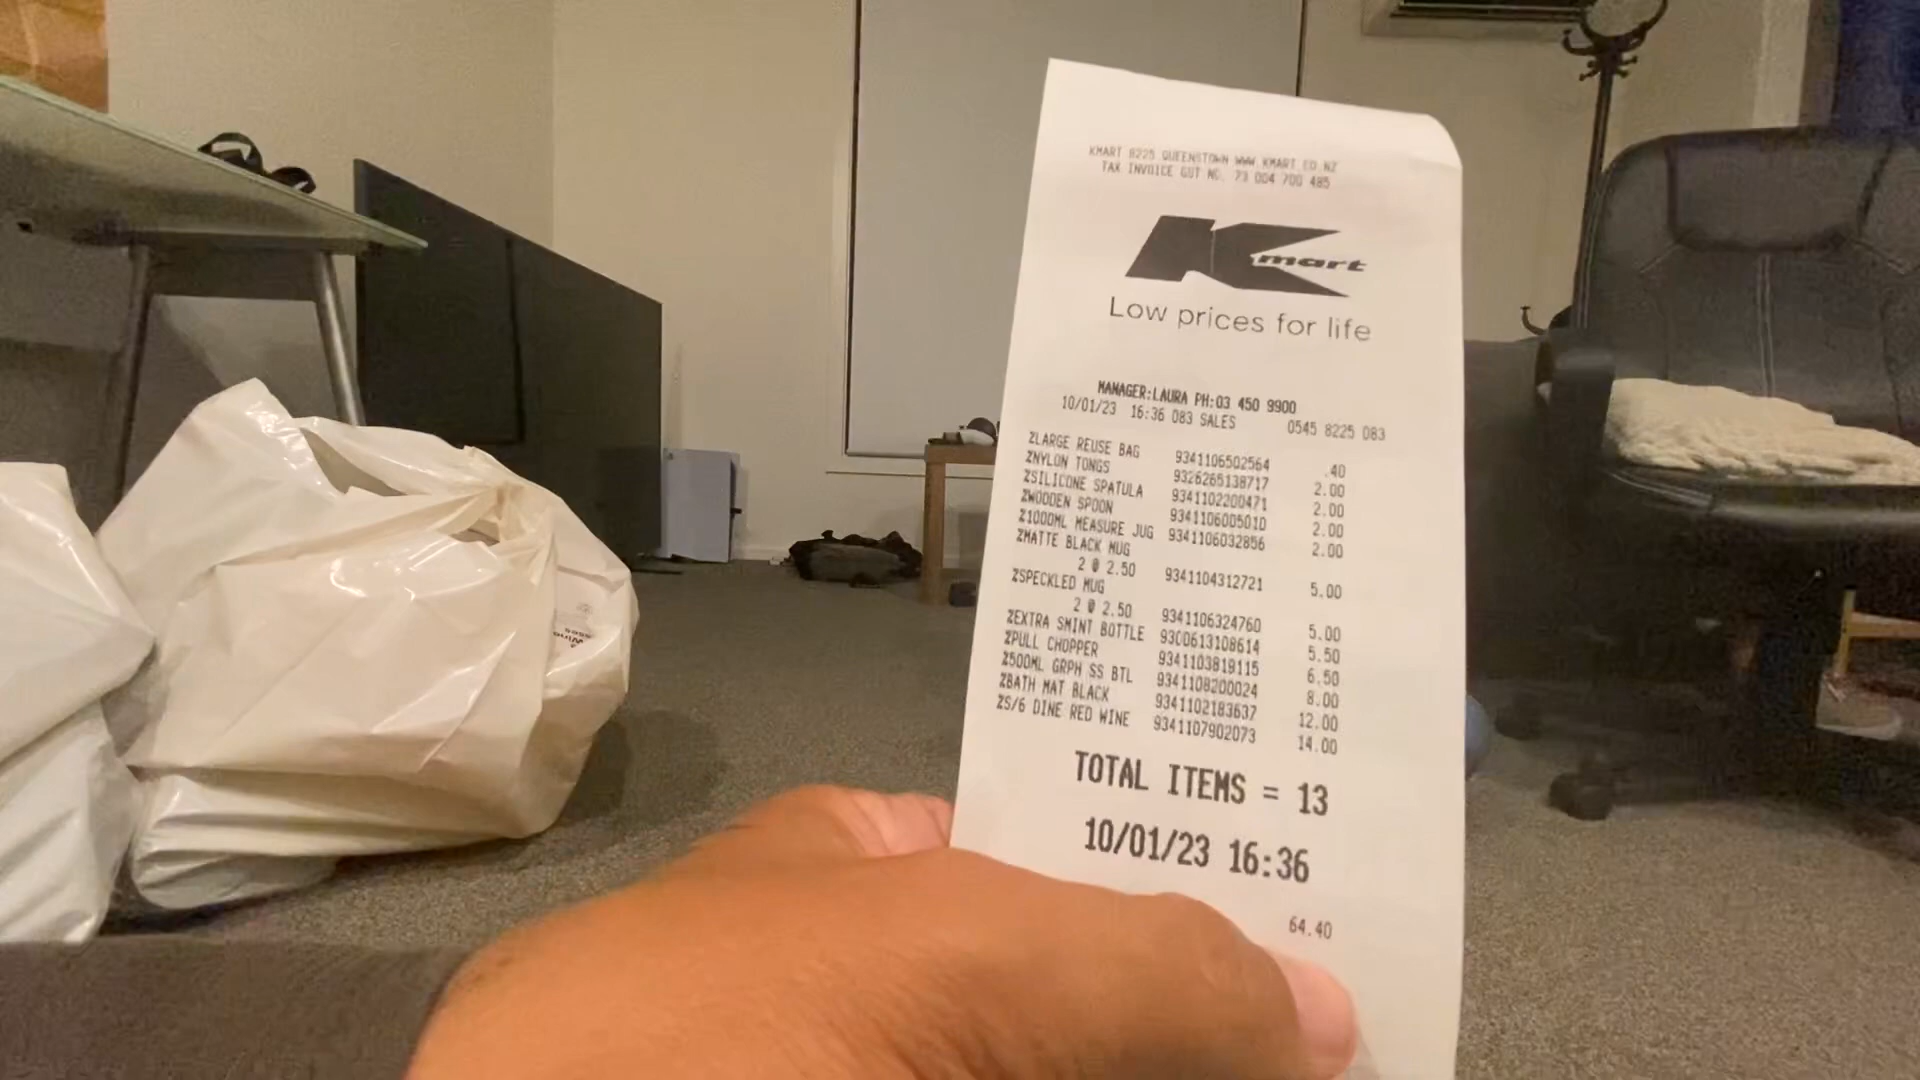 KMART 8225 QUEENSTOWN WWW.KMART.CO.NZ
TAX INVOICE GST NO. 73 004 700 485
Kmart
Low prices for life
MANAGER:LAURA PH:03 450 9900
10/01/23 16:36 083 SALES 0545 8225 083
ZLARGE REUSE BAG 9341106502564 .40
ZNYLON TONGS 9326265138717 2.00
ZSILICONE SPATULA 9341102200471 2.00
ZWOODEN SPOON 9341106005010 2.00
Z1000ML MEASURE JUG 9341106032856 2.00
ZMATTE BLACK MUG
2 @ 2.50 9341104312721 5.00
ZSPECKLED MUG
2 @ 2.50 9341106324760 5.00
ZEXTRA SMINT BOTTLE 9300613108614 5.50
ZPULL CHOPPER 9341103819115 6.50
Z500ML GRPH SS BTL 9341108200024 8.00
ZBATH MAT BLACK 9341102183637 12.00
ZS/6 DINE RED WINE 9341107902073 14.00
TOTAL ITEMS = 13
10/01/23 16:36
64.40